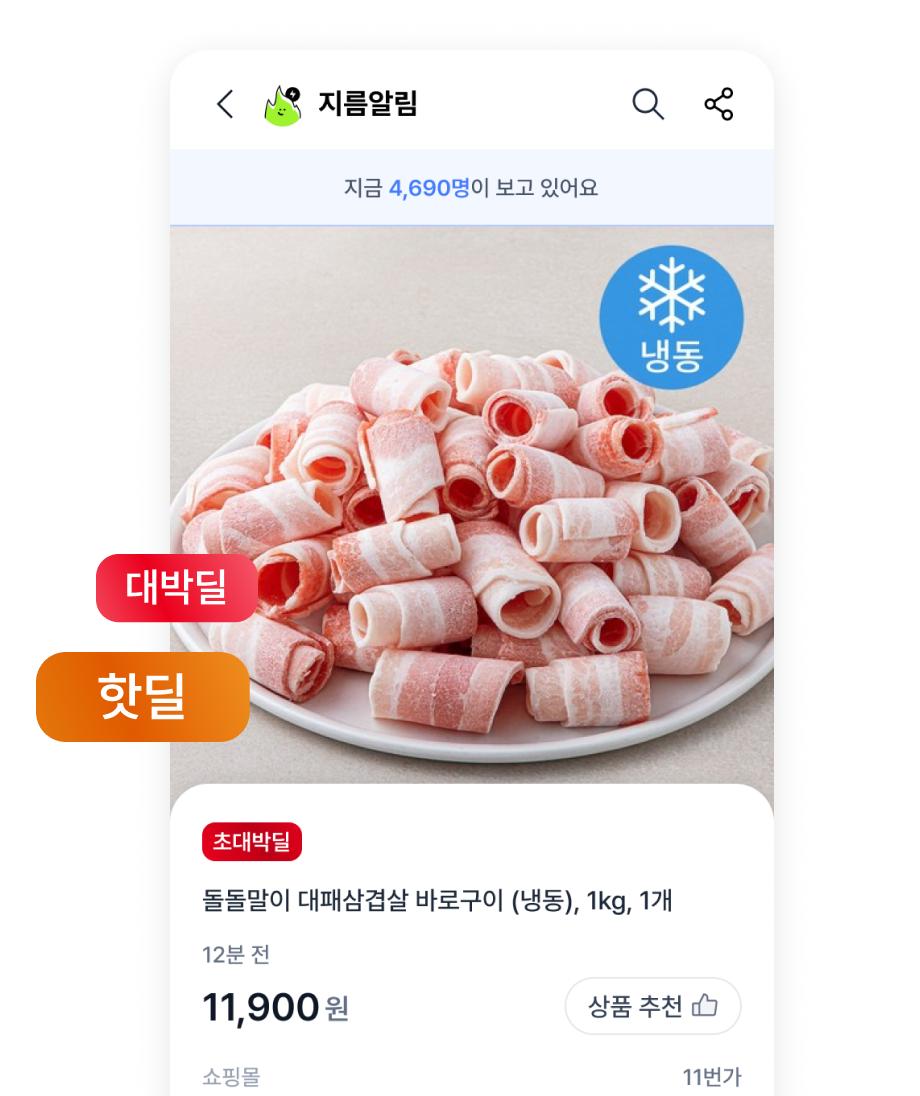 지름알림
지금 4,690명이 보고 있어요
냉동
대박딜
핫딜
초대박딜
돌돌말이 대패삼겹살 바로구이 (냉동), 1kg, 1개
12분 전
11,900원
상품 추천
쇼핑몰 11번가